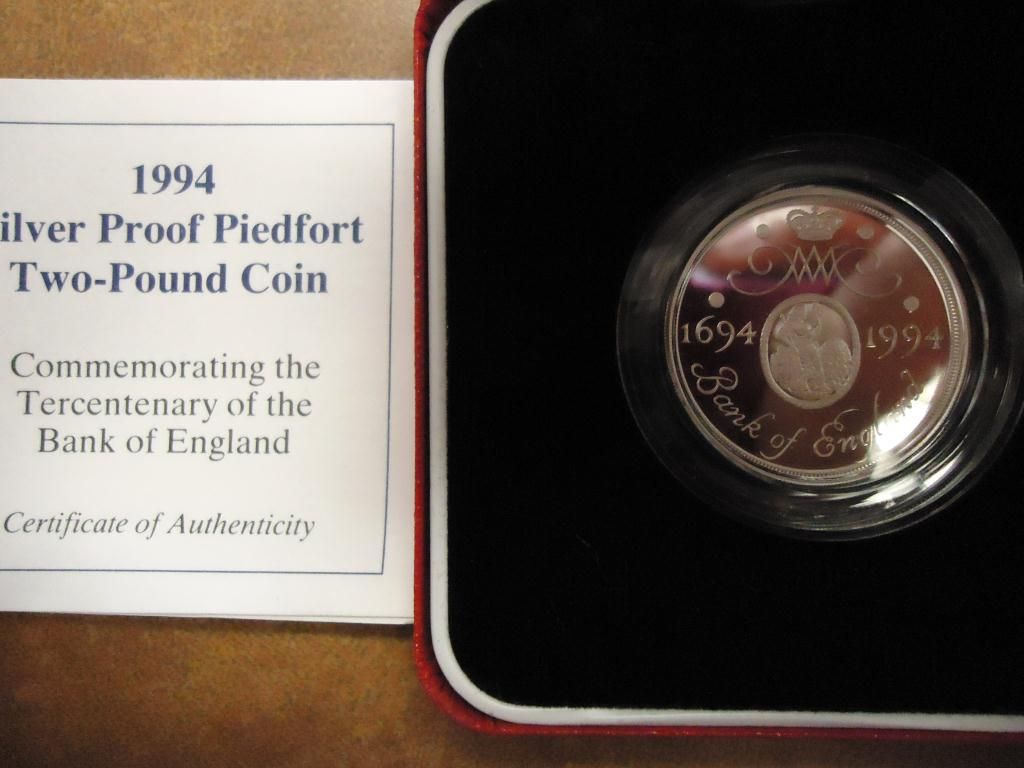 1994
ilver Proof Piedfort
Two-Pound Coin
Commemorating the
Tercentenary of the
Bank of England
Certificate of Authenticity
1694 1994
Bank of England